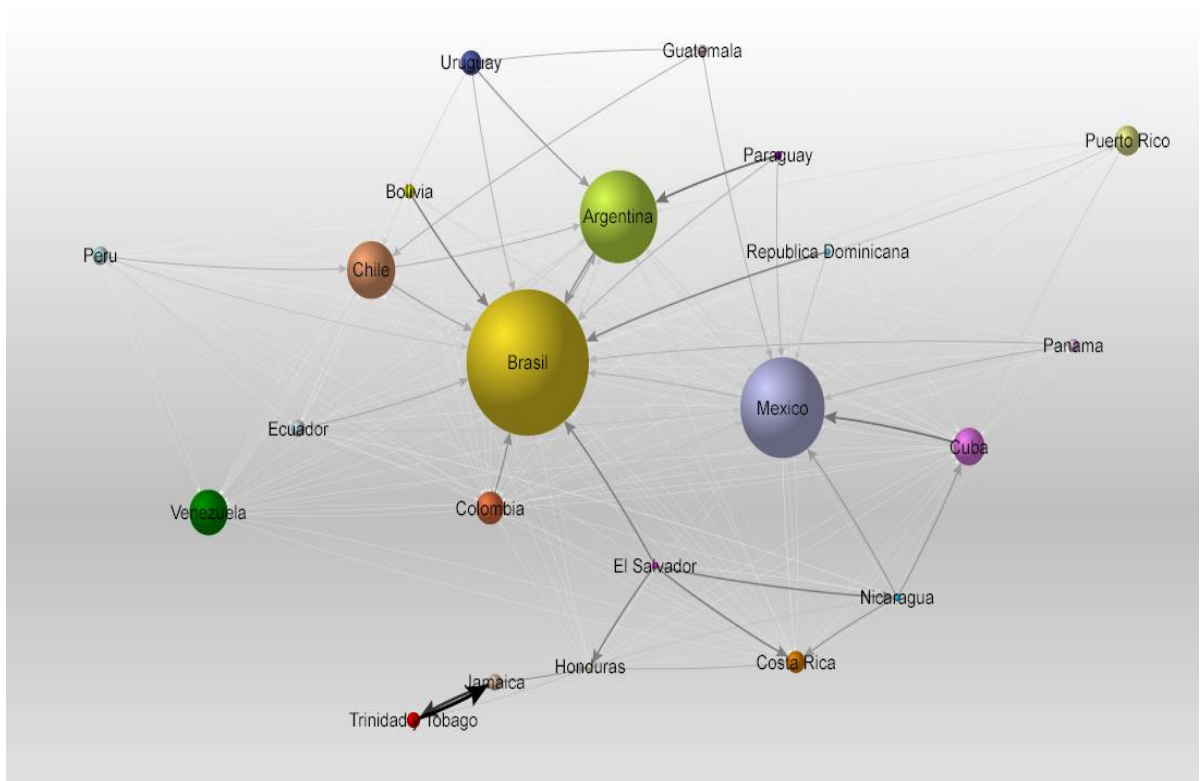 Guatemala
Uruguay
Puerto Rico
Paraguay
Bolivia
Argentina
Republica Dominicana
Peru
Chile
Panama
Brasil
Mexico
Ecuador
Cuba
Colombia
Venezuela
El Salvador
Nicaragua
Costa Rica
Honduras
Jamaica
Trinidad y Tobago